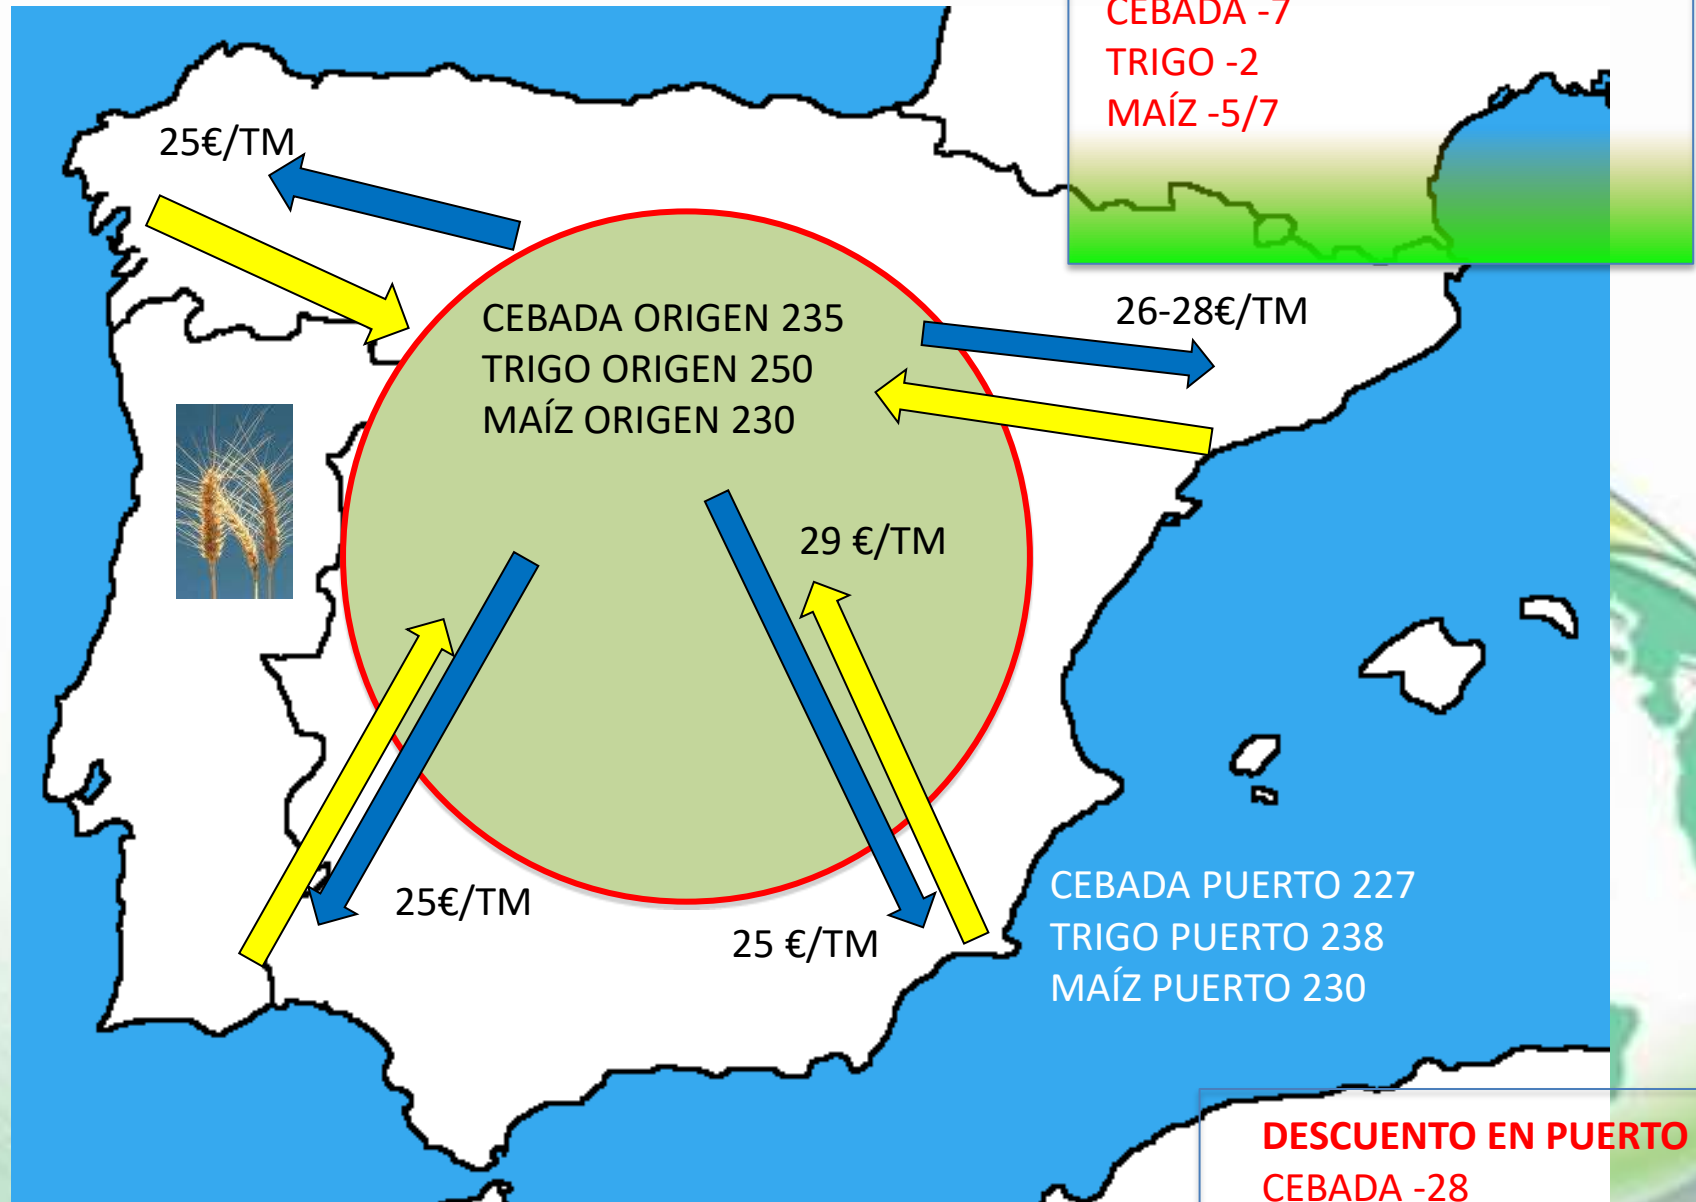 CEBADA -7
TRIGO -2
MAÍZ -5/7
25€/TM
CEBADA ORIGEN 235
TRIGO ORIGEN 250
MAÍZ ORIGEN 230
26-28€/TM
29 €/TM
25€/TM
25 €/TM
CEBADA PUERTO 227
TRIGO PUERTO 238
MAÍZ PUERTO 230
DESCUENTO EN PUERTO
CEBADA -28